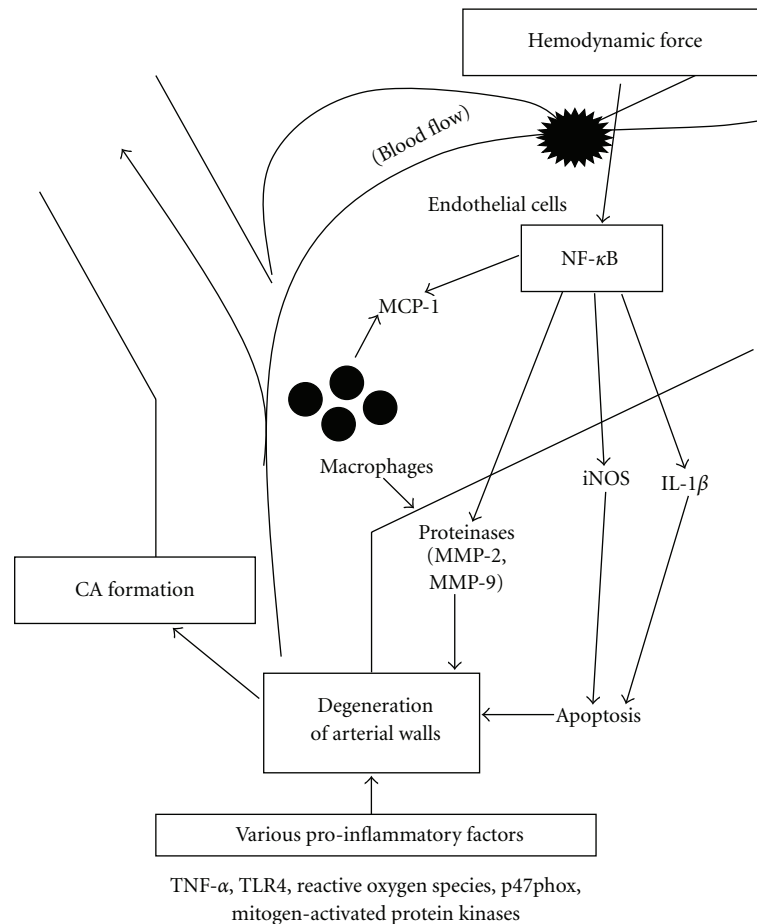 Hemodynamic force
(Blood flow)
Endothelial cells
NF-κB
MCP-1
Macrophages
iNOS
IL-1β
Proteinases
(MMP-2,
MMP-9)
CA formation
Degeneration
of arterial walls
Apoptosis
Various pro-inflammatory factors
TNF-α, TLR4, reactive oxygen species, p47phox,
mitogen-activated protein kinases